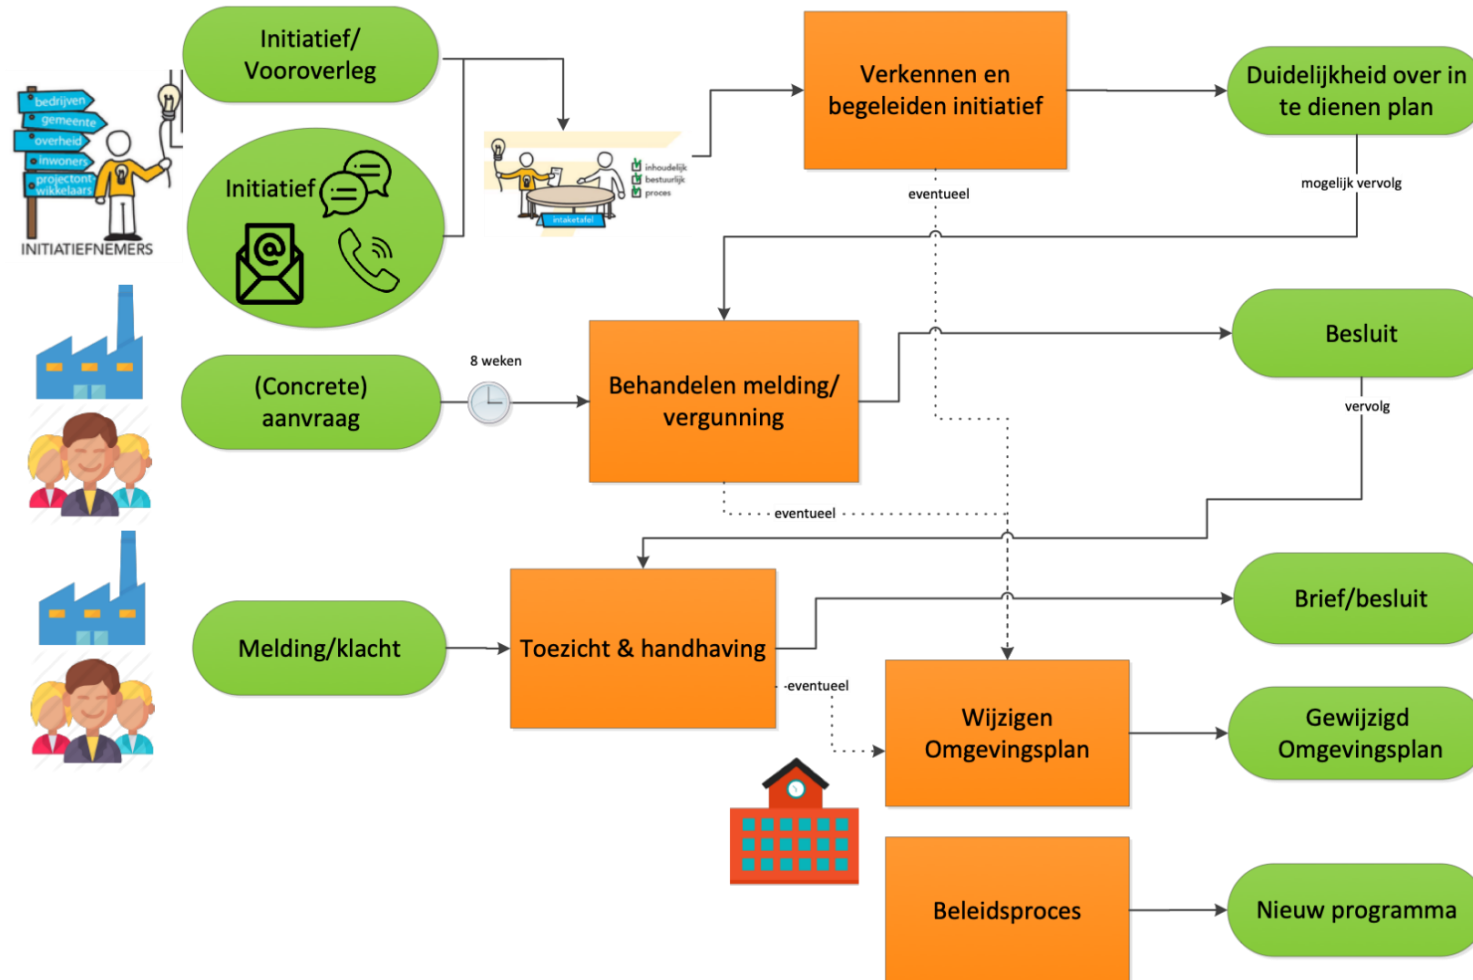 Initiatief/
Vooroverleg
bedrijven
gemeente
overheid
inwoners
projectont-
wikkelaars
INITIATIEFNEMERS
Initiatief
@
inhoudelijk
bestuurlijk
proces
intaketafel
Verkennen en
begeleiden initiatief
Duidelijkheid over in
te dienen plan
eventueel
mogelijk vervolg
(Concrete)
aanvraag
8 weken
Behandelen melding/
vergunning
Besluit
vervolg
eventueel
Melding/klacht
Toezicht & handhaving
Brief/besluit
eventueel
Wijzigen
Omgevingsplan
Gewijzigd
Omgevingsplan
Beleidsproces
Nieuw programma